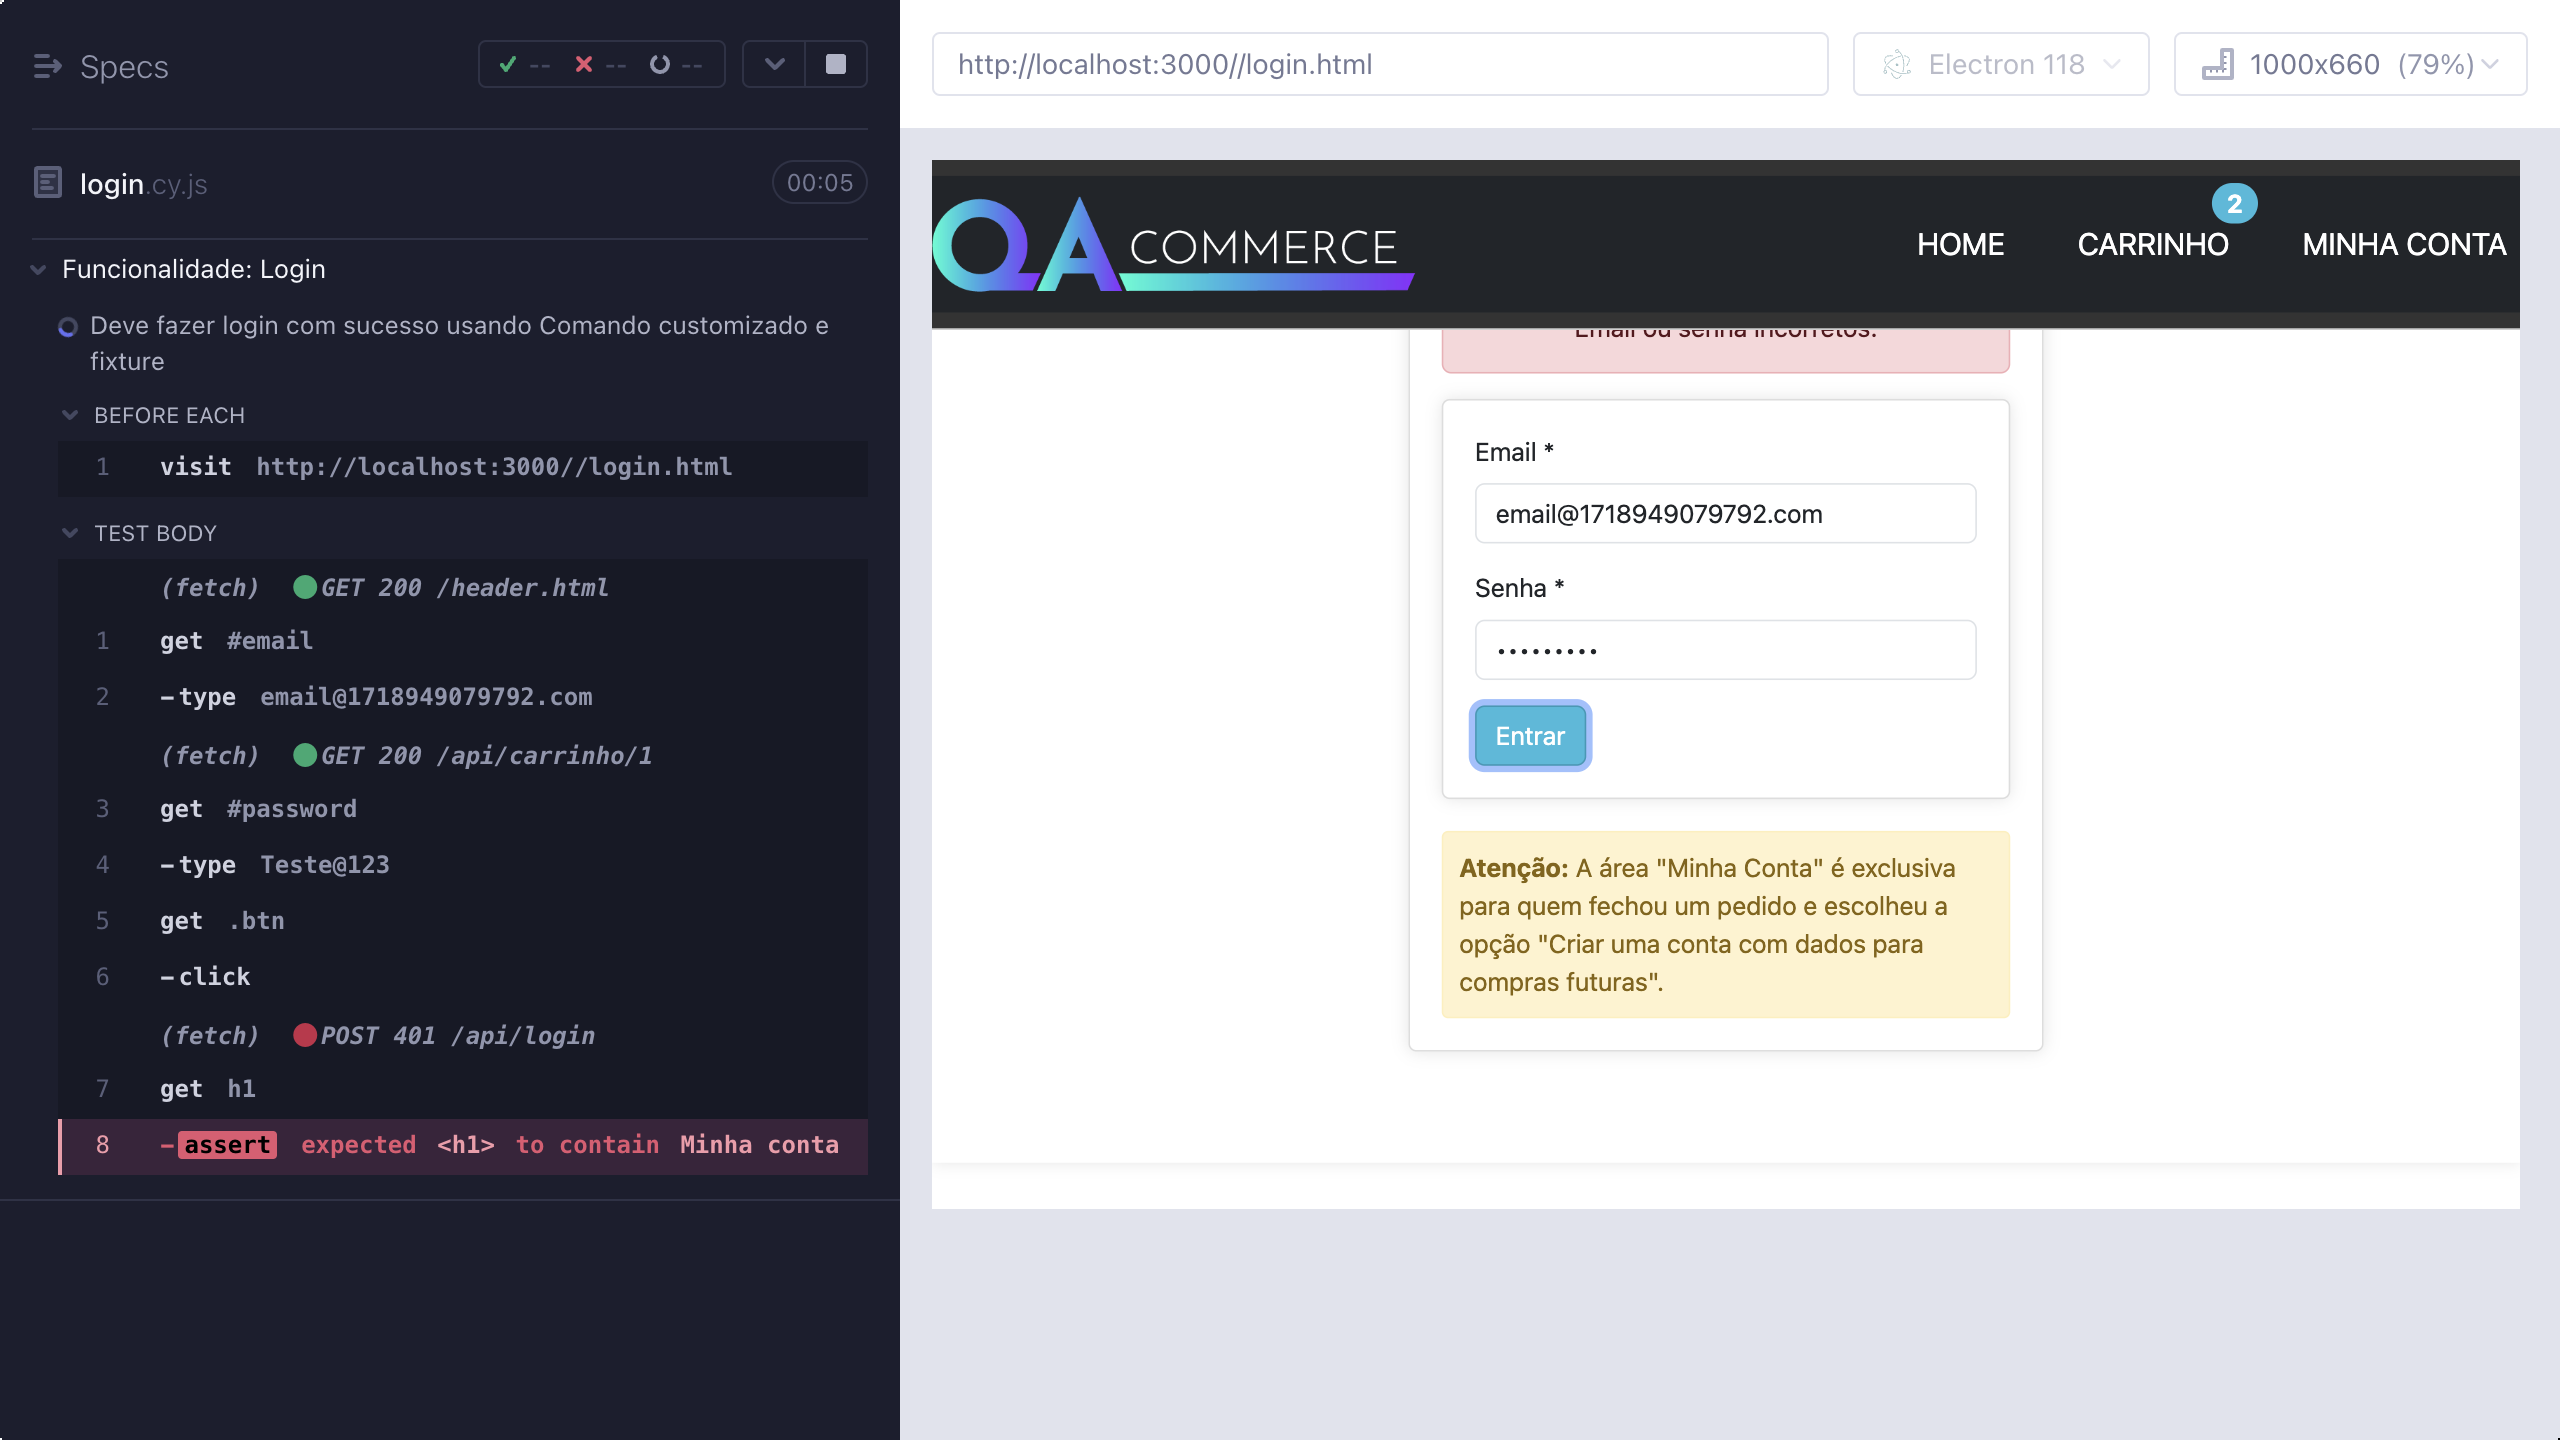 Specs
-- -- --
login.cy.js
00:05
Funcionalidade: Login
Deve fazer login com sucesso usando Comando customizado e
fixture
BEFORE EACH
1 visit http://localhost:3000//login.html
TEST BODY
(fetch) GET 200 /header.html
1 get #email
2 -type email@1718949079792.com
(fetch) GET 200 /api/carrinho/1
3 get #password
4 -type Teste@123
5 get .btn
6 -click
(fetch) POST 401 /api/login
7 get h1
8 -assert expected <h1> to contain Minha conta
http://localhost:3000//login.html
Electron 118
1000x660 (79%)
QA COMMERCE
HOME
CARRINHO
2
MINHA CONTA
Email ou senha incorretos.
Email *
email@1718949079792.com
Senha *
•••••••••
Entrar
Atenção: A área "Minha Conta" é exclusiva
para quem fechou um pedido e escolheu a
opção "Criar uma conta com dados para
compras futuras".